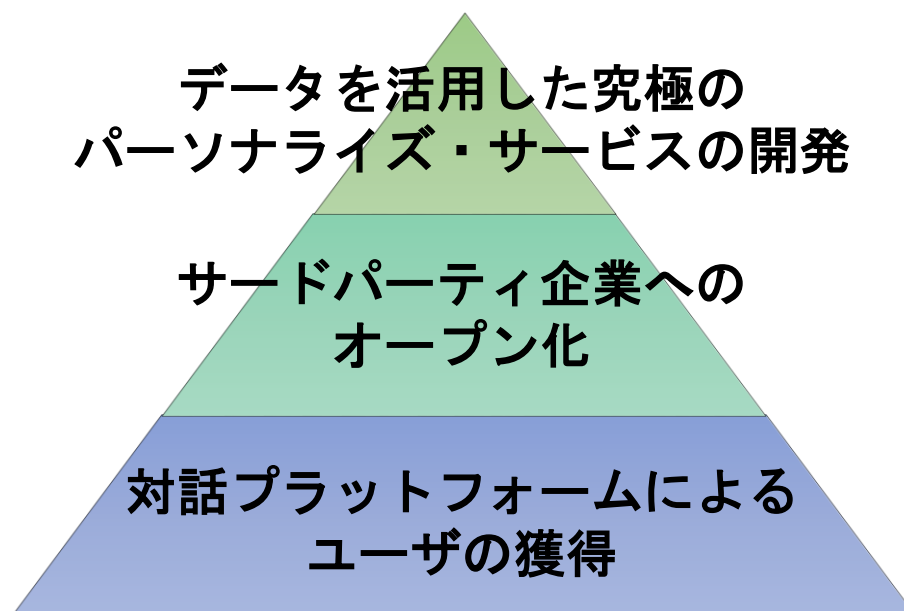 データを活用した究極の
パーソナライズ・サービスの開発
サードパーティ企業への
オープン化
対話プラットフォームによる
ユーザの獲得